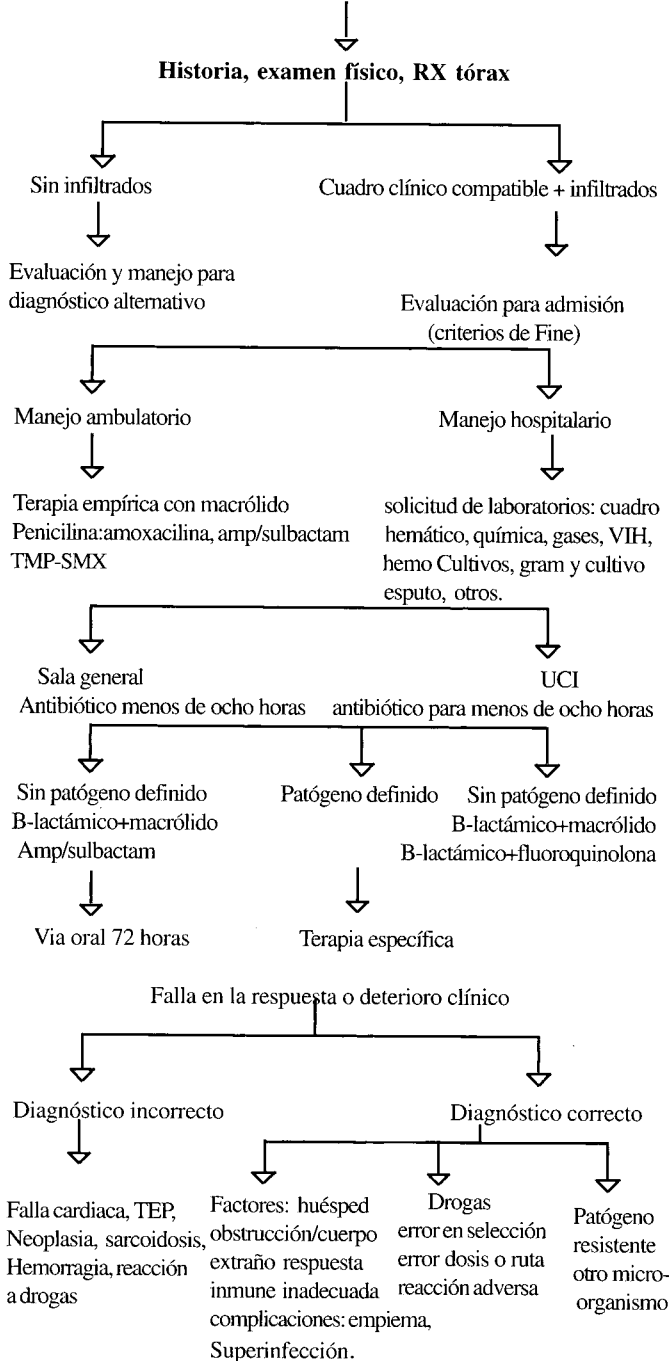 Historia, examen físico, RX tórax
Sin infiltrados
Cuadro clínico compatible + infiltrados
Evaluación y manejo para
diagnóstico alternativo
Evaluación para admisión
(criterios de Fine)
Manejo ambulatorio
Manejo hospitalario
Terapia empírica con macrólido
Penicilina:amoxacilina, amp/sulbactam
TMP-SMX
solicitud de laboratorios: cuadro
hemático, química, gases, VIH,
hemo Cultivos, gram y cultivo
esputo, otros.
Sala general
Antibiótico menos de ocho horas
UCI
antibiótico para menos de ocho horas
Sin patógeno definido
B-lactámico+macrólido
Amp/sulbactam
Patógeno definido
Sin patógeno definido
B-lactámico+macrólido
B-lactámico+fluoroquinolona
Via oral 72 horas
Terapia específica
Falla en la respuesta o deterioro clínico
Diagnóstico incorrecto
Diagnóstico correcto
Falla cardiaca, TEP,
Neoplasia, sarcoidosis,
Hemorragia, reacción
a drogas
Factores: huésped
obstrucción/cuerpo
extraño respuesta
inmune inadecuada
complicaciones: empiema,
Superinfección.
Drogas
error en selección
error dosis o ruta
reacción adversa
Patógeno
resistente
otro micro-
organismo